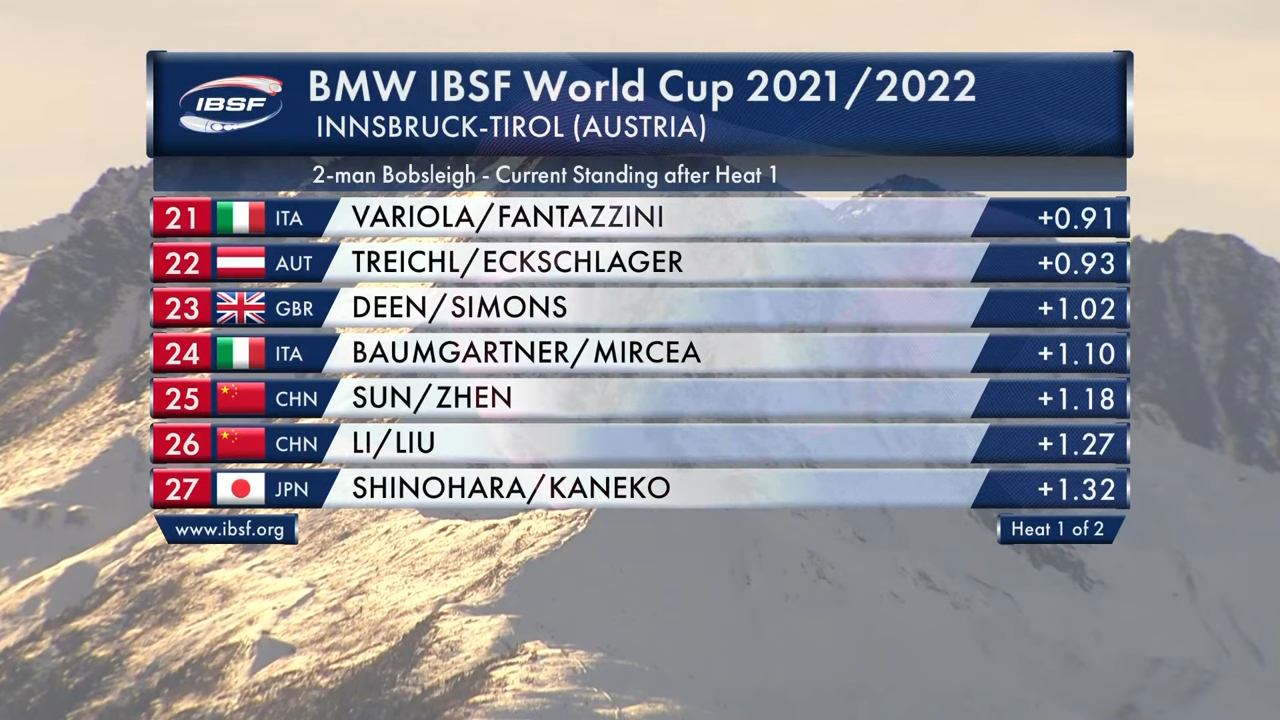 IBSF
BMW IBSF World Cup 2021/2022
INNSBRUCK-TIROL (AUSTRIA)
2-man Bobsleigh - Current Standing after Heat 1
21 ITA VARIOLA/FANTAZZINI +0.91
22 AUT TREICHL/ECKSCHLAGER +0.93
23 GBR DEEN/SIMONS +1.02
24 ITA BAUMGARTNER/MIRCEA +1.10
25 CHN SUN/ZHEN +1.18
26 CHN LI/LIU +1.27
27 JPN SHINOHARA/KANEKO +1.32
www.ibsf.org Heat 1 of 2